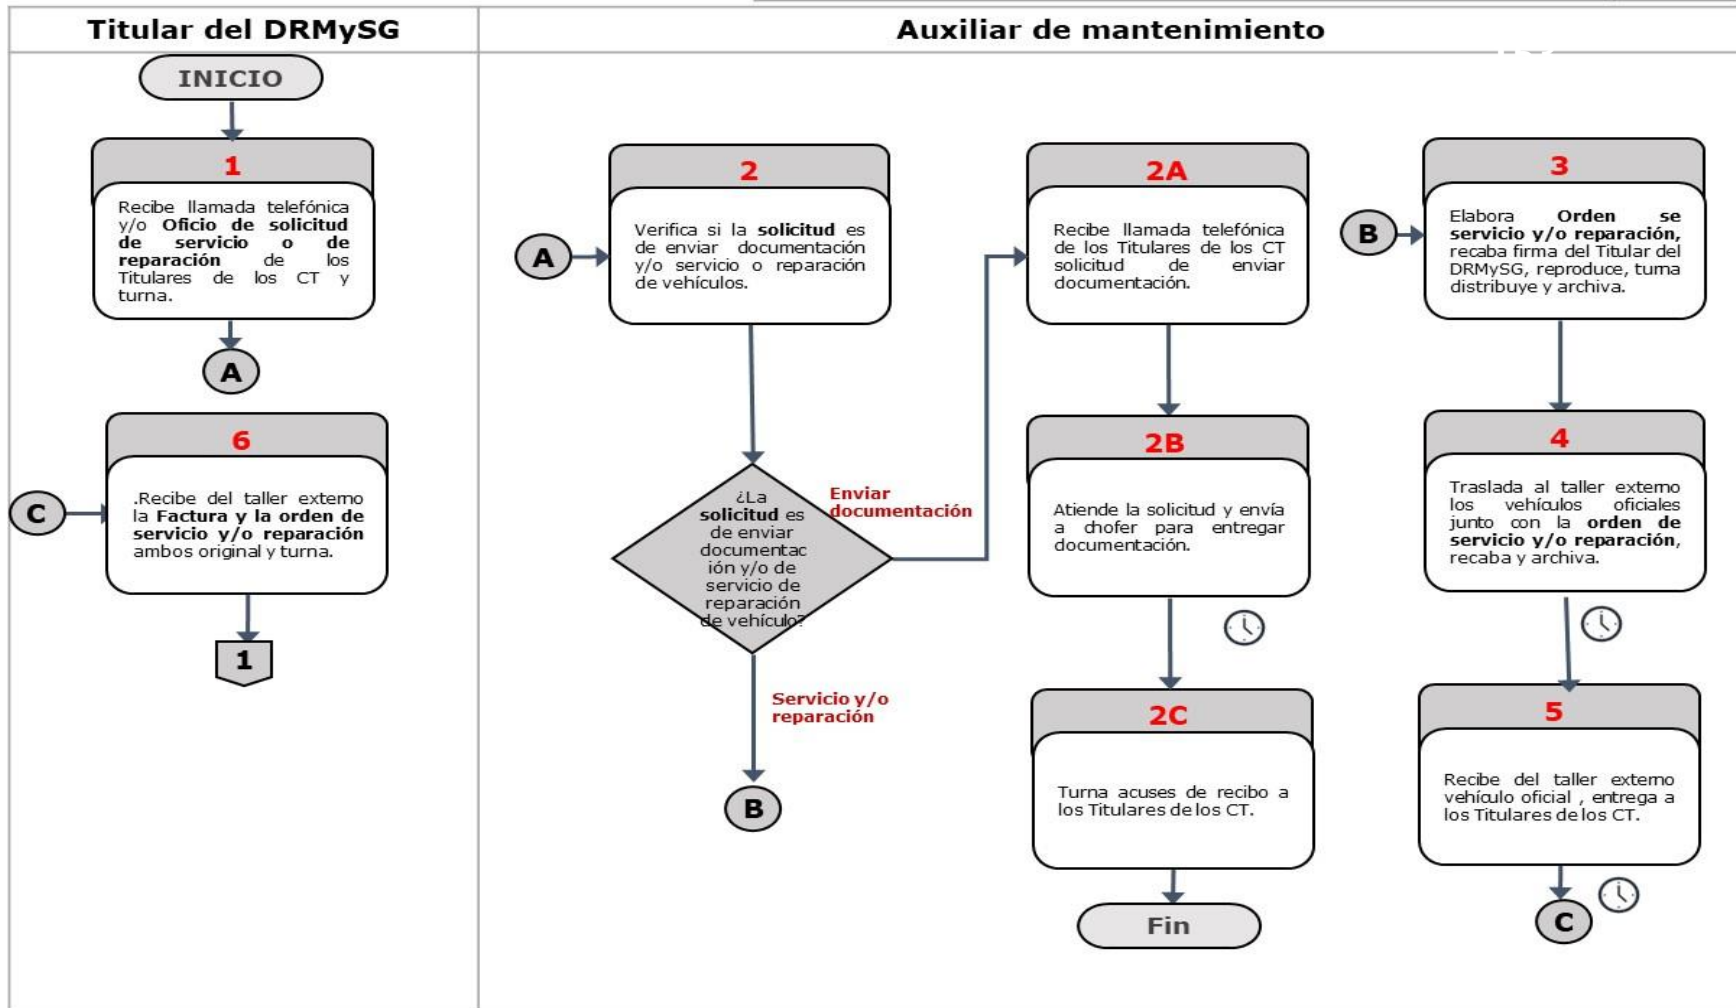 Titular del DRMySG
Auxiliar de mantenimiento
INICIO
1
Recibe llamada telefónica
y/o Oficio de solicitud
de servicio o de
reparación de los
Titulares de los CT y
turna.
A
6
.Recibe del taller externo
la Factura y la orden de
servicio y/o reparación
ambos original y turna.
C
1
2
Verifica si la solicitud es
de enviar documentación
y/o servicio o reparación
de vehículos.
A
¿La
solicitud es
de enviar
documentac
ión y/o de
servicio de
reparación
de vehículo?
Enviar
documentación
Servicio y/o
reparación
B
2A
Recibe llamada telefónica
de los Titulares de los CT
solicitud de enviar
documentación.
2B
Atiende la solicitud y envía
a chofer para entregar
documentación.
2C
Turna acuses de recibo a
los Titulares de los CT.
Fin
B
3
Elabora Orden se
servicio y/o reparación,
recaba firma del Titular del
DRMySG, reproduce, turna
distribuye y archiva.
4
Traslada al taller externo
los vehículos oficiales
junto con la orden de
servicio y/o reparación,
recaba y archiva.
5
Recibe del taller externo
vehículo oficial , entrega a
los Titulares de los CT.
C